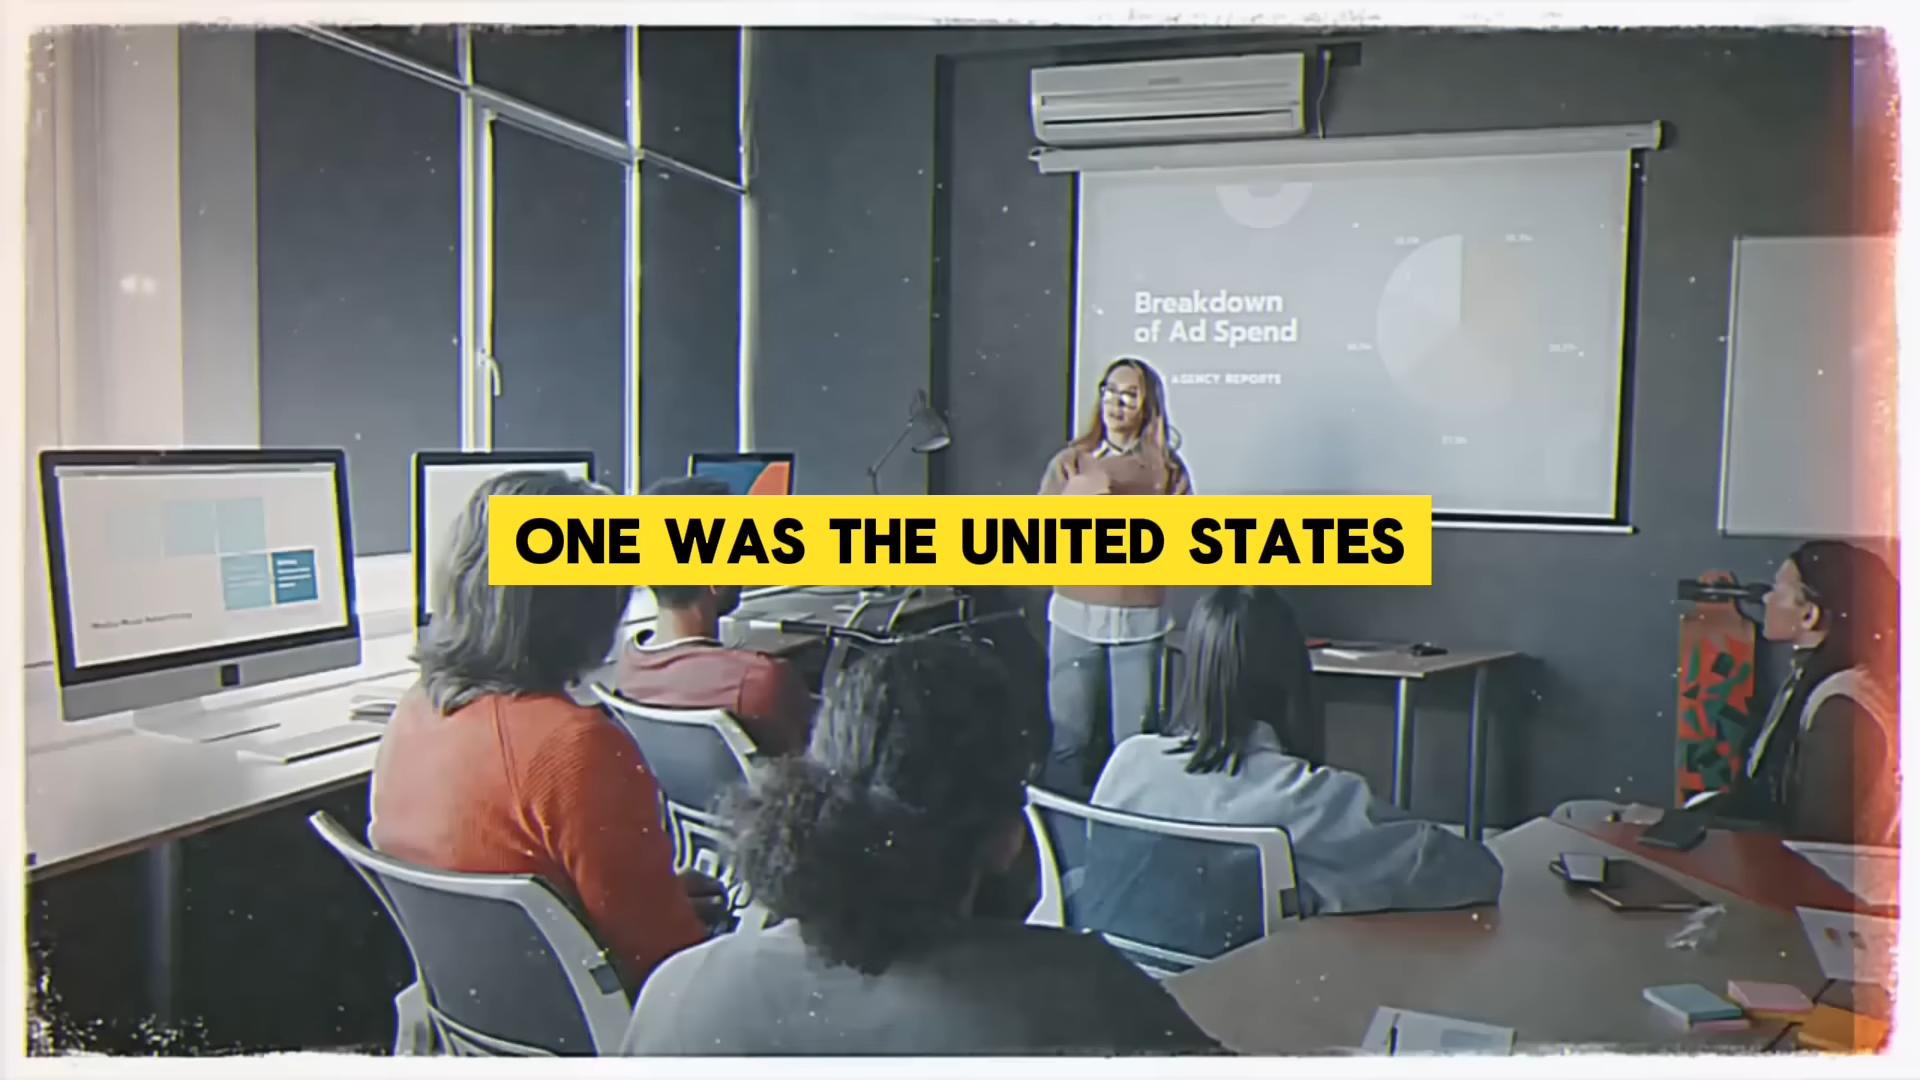 Breakdown
of Ad Spend
AGENCY REPORTS
ONE WAS THE UNITED STATES